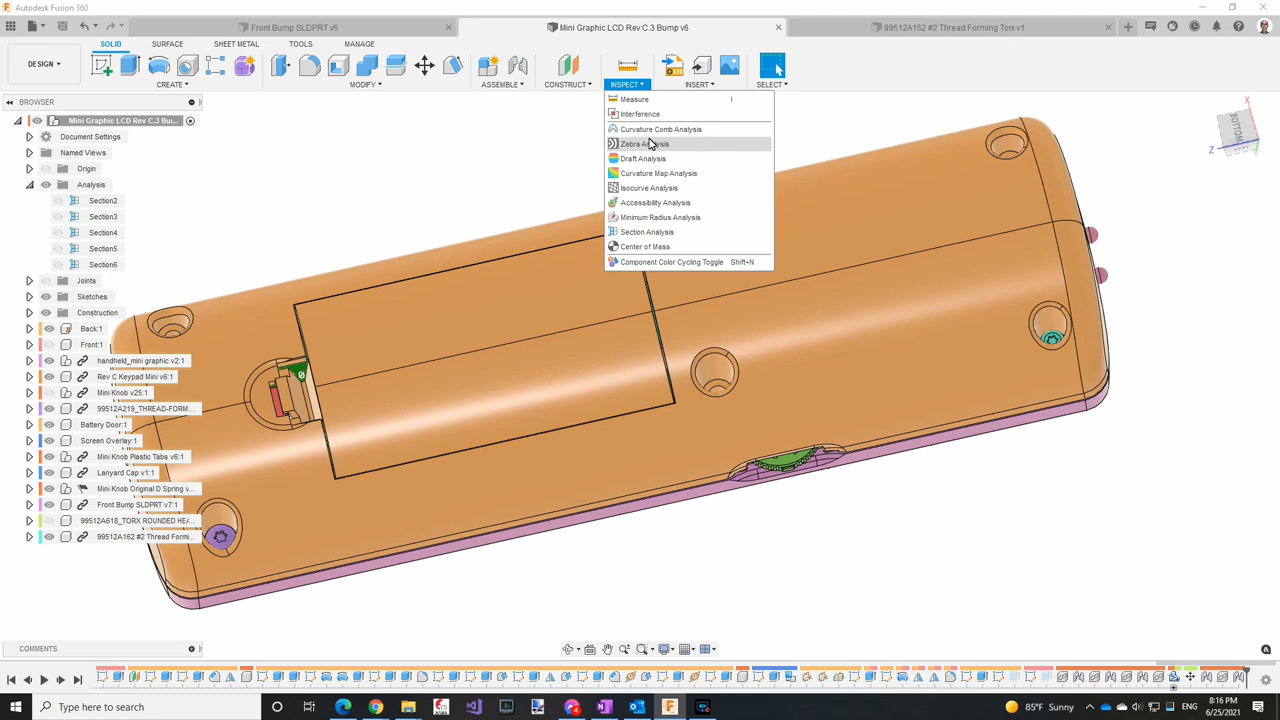 Autodesk Fusion 360
Front Bump SLDPRT v6
Mini Graphic LCD Rev C.3 Bump v6
99512A162 #2 Thread Forming Torx v1
SOLID
SURFACE
SHEET METAL
TOOLS
MANAGE
DESIGN
CREATE
MODIFY
ASSEMBLE
CONSTRUCT
INSPECT
INSERT
SELECT
Measure I
Interference
Curvature Comb Analysis
Zebra Analysis
Draft Analysis
Curvature Map Analysis
Isocurve Analysis
Accessibility Analysis
Minimum Radius Analysis
Section Analysis
Center of Mass
Component Color Cycling Toggle Shift+N
BROWSER
Mini Graphic LCD Rev C.3 Bu...
Document Settings
Named Views
Origin
Analysis
Section2
Section3
Section4
Section5
Section6
Joints
Sketches
Construction
Back:1
Front:1
handheld_mini graphic v2:1
Rev C Keypad Mini v6:1
Mini Knob v25:1
99512A219_THREAD-FORM...
Battery Door:1
Screen Overlay:1
Mini Knob Plastic Tabs v6:1
Lanyard Cap v1:1
Mini Knob Original D Spring v...
Front Bump SLDPRT v7:1
99512A618_TORX ROUNDED HEA...
99512A162 #2 Thread Formi...
BOTTOM
X
Z
COMMENTS
Type here to search
85°F Sunny
8:16 PM
6/25/2021